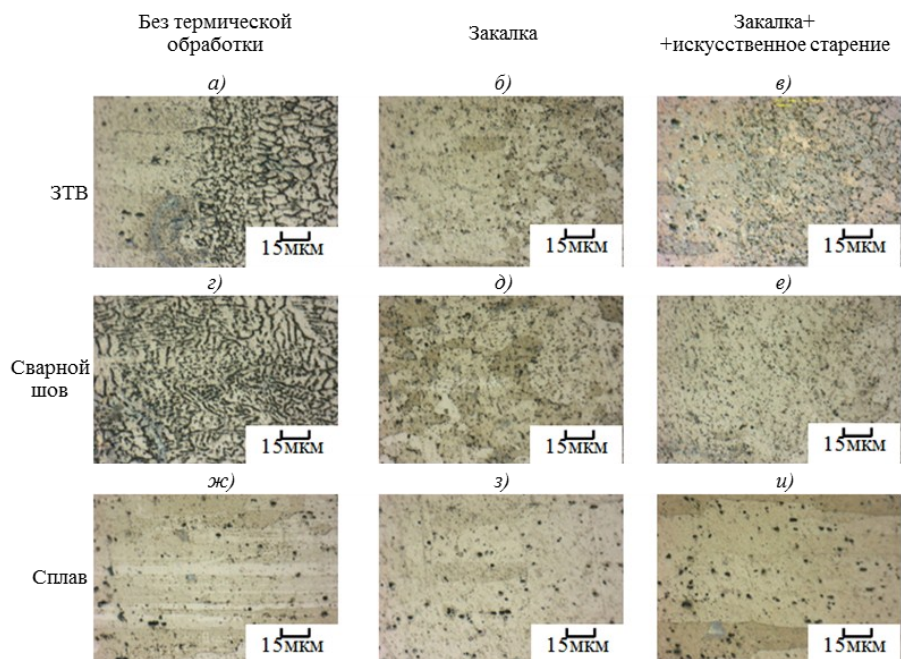 Без термической
обработки
Закалка
Закалка+
+искусственное старение
а)
б)
в)
ЗТВ
15мкм
15мкм
15мкм
г)
д)
е)
Сварной
шов
15мкм
15мкм
15мкм
ж)
з)
и)
Сплав
15мкм
15мкм
15мкм